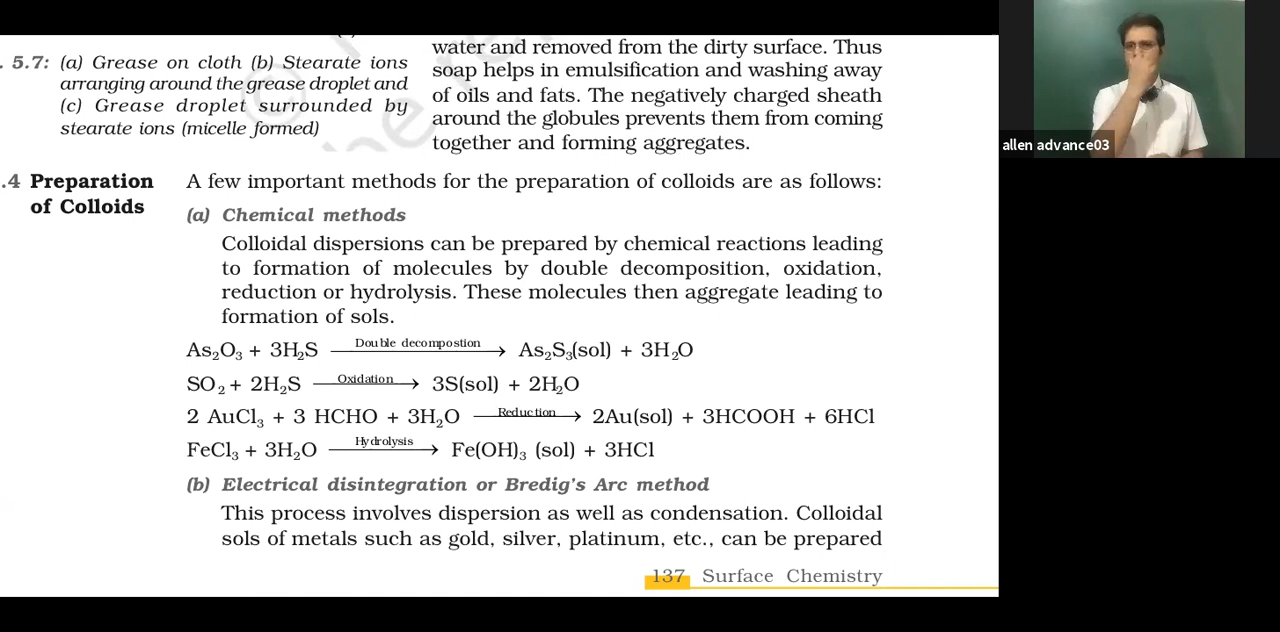 . 5.7: (a) Grease on cloth (b) Stearate ions
arranging around the grease droplet and
(c) Grease droplet surrounded by
stearate ions (micelle formed)
water and removed from the dirty surface. Thus
soap helps in emulsification and washing away
of oils and fats. The negatively charged sheath
around the globules prevents them from coming
together and forming aggregates.
allen advance03
.4 Preparation
of Colloids
A few important methods for the preparation of colloids are as follows:
(a) Chemical methods
Colloidal dispersions can be prepared by chemical reactions leading
to formation of molecules by double decomposition, oxidation,
reduction or hydrolysis. These molecules then aggregate leading to
formation of sols.
As₂O₃ + 3H₂S Double decompostion → As₂S₃(sol) + 3H₂O
SO₂ + 2H₂S Oxidation → 3S(sol) + 2H₂O
2 AuCl₃ + 3 HCHO + 3H₂O Reduction → 2Au(sol) + 3HCOOH + 6HCl
FeCl₃ + 3H₂O Hydrolysis → Fe(OH)₃ (sol) + 3HCl
(b) Electrical disintegration or Bredig's Arc method
This process involves dispersion as well as condensation. Colloidal
sols of metals such as gold, silver, platinum, etc., can be prepared
137 Surface Chemistry